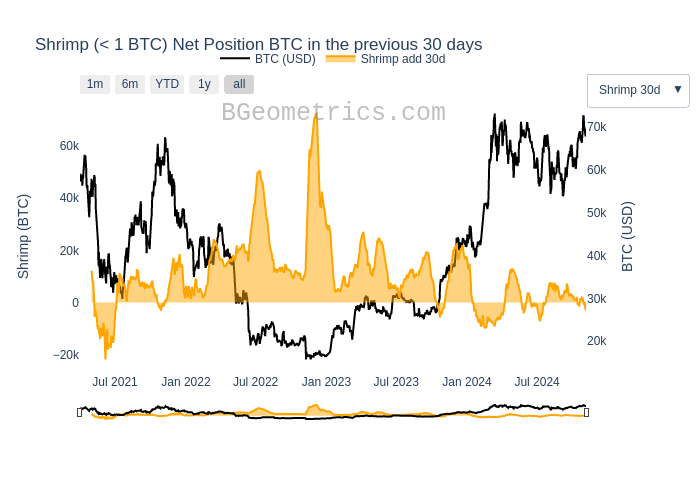 Shrimp (< 1 BTC) Net Position BTC in the previous 30 days
BTC (USD) Shrimp add 30d
1m 6m YTD 1y all
Shrimp 30d ▼
BGeometrics.com
60k
40k
20k
0
−20k
Shrimp (BTC)
70k
60k
50k
40k
30k
20k
BTC (USD)
Jul 2021 Jan 2022 Jul 2022 Jan 2023 Jul 2023 Jan 2024 Jul 2024